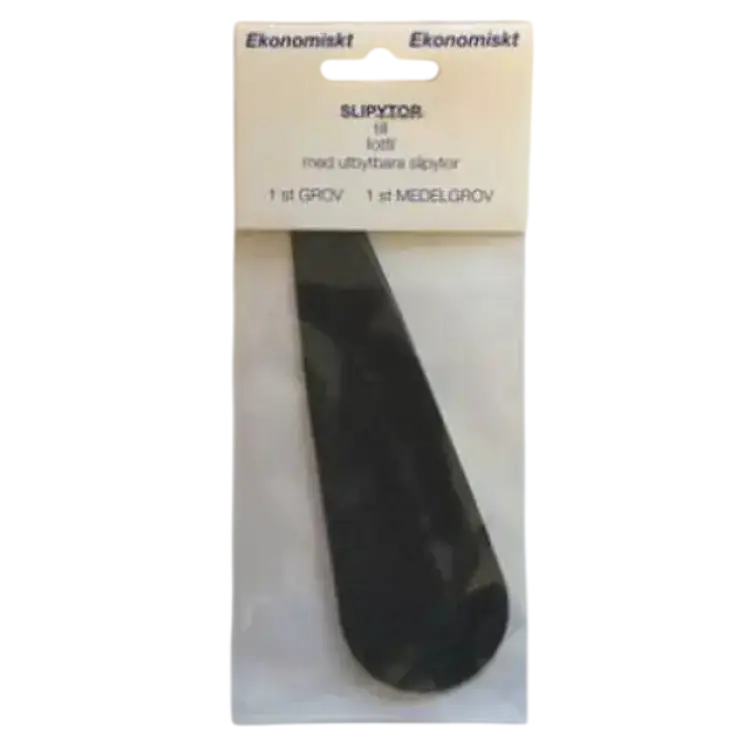 Ekonomiskt Ekonomiskt
SLIPYTOR
till
fotfil
med utbytbara slipytor
1 st GROV 1 st MEDELGROV